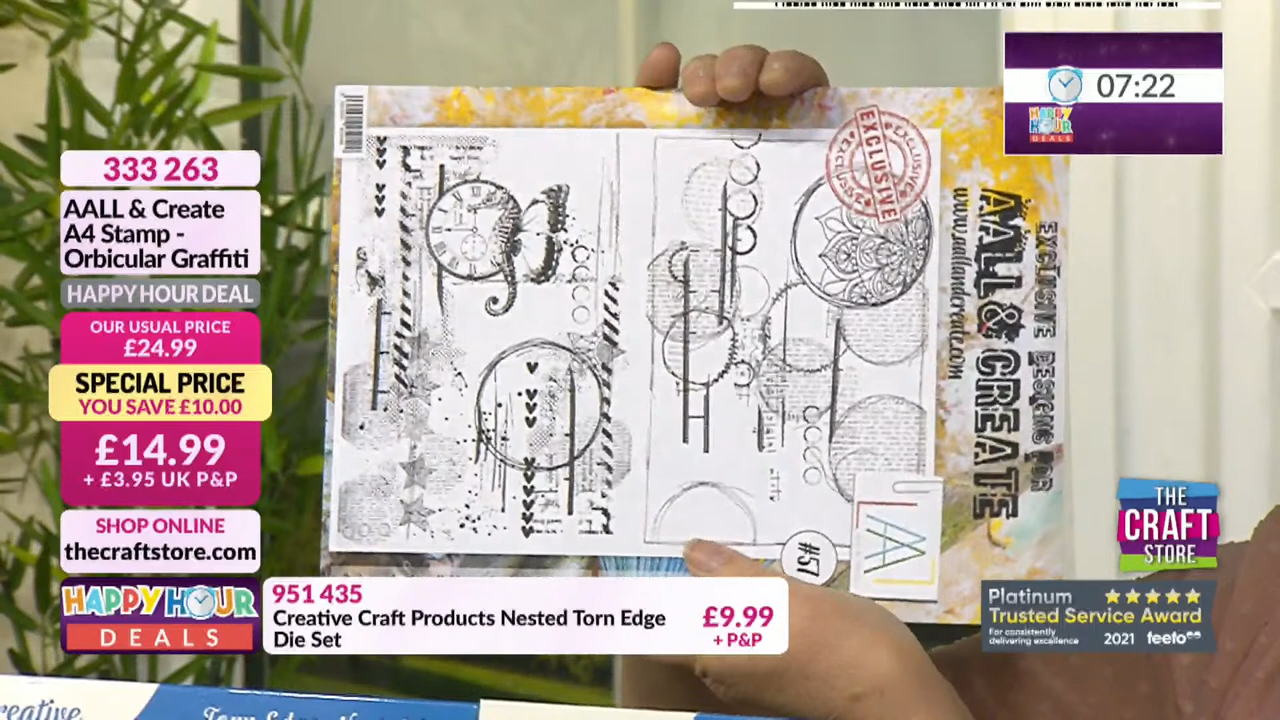 07:22
HAPPY
HOUR
DEALS
333 263
AALL & Create
A4 Stamp -
Orbicular Graffiti
HAPPY HOUR DEAL
OUR USUAL PRICE
£24.99
SPECIAL PRICE
YOU SAVE £10.00
£14.99
+ £3.95 UK P&P
SHOP ONLINE
thecraftstore.com
HAPPY HOUR
DEALS
951 435
Creative Craft Products Nested Torn Edge
Die Set
£9.99
+ P&P
EXCLUSIVE
EXCLUSIVE DESIGNS FOR
AALL & CREATE
www.aallandcreate.com
#57
THE
CRAFT
STORE
Platinum
Trusted Service Award
For consistently
delivering excellence
2021 feefo